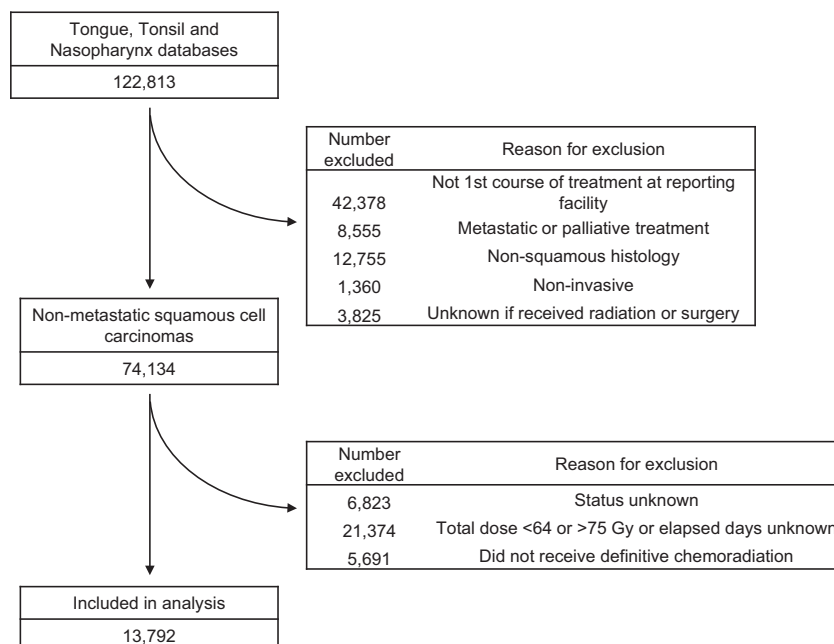 Tongue, Tonsil and
Nasopharynx databases
122,813
Number
excluded
Reason for exclusion
42,378
Not 1st course of treatment at reporting
facility
8,555 Metastatic or palliative treatment
12,755 Non-squamous histology
1,360 Non-invasive
3,825 Unknown if received radiation or surgery
Non-metastatic squamous cell
carcinomas
74,134
Number
excluded
Reason for exclusion
6,823 Status unknown
21,374 Total dose <64 or >75 Gy or elapsed days unknown
5,691 Did not receive definitive chemoradiation
Included in analysis
13,792